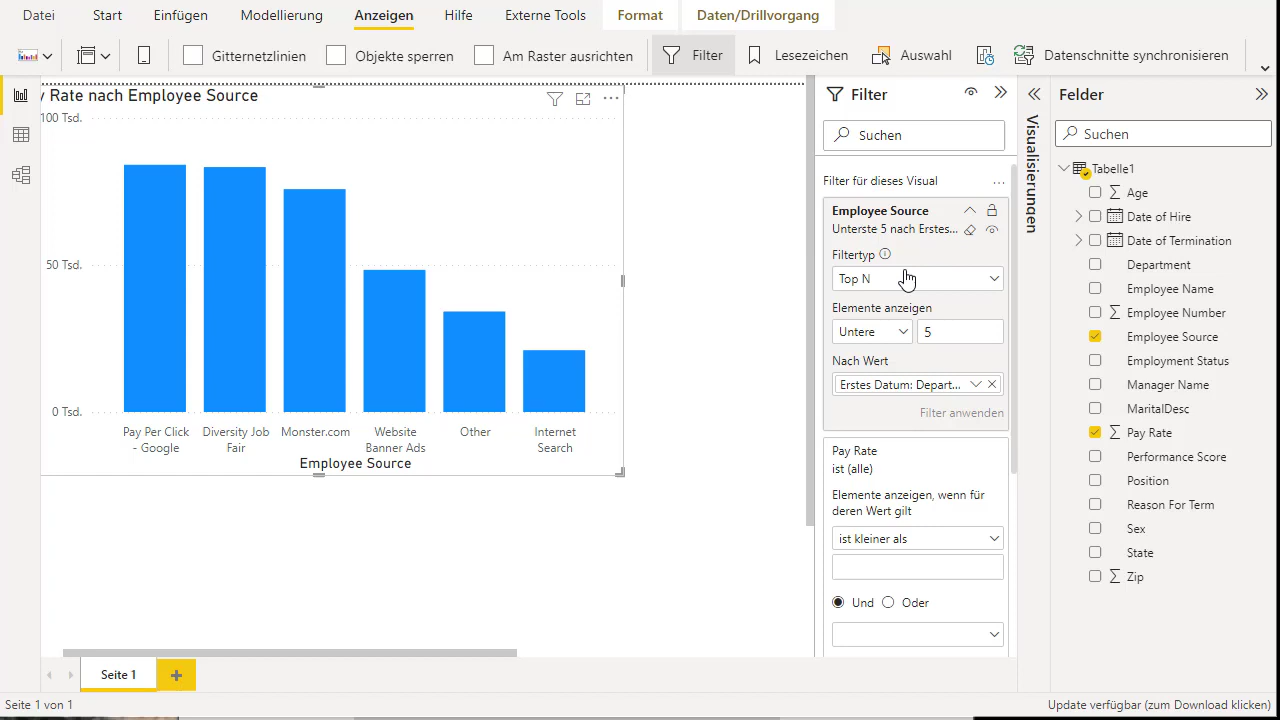 Datei Start Einfügen Modellierung Anzeigen Hilfe Externe Tools Format Daten/Drillvorgang
Gitternetzlinien Objekte sperren Am Raster ausrichten Filter Lesezeichen Auswahl Datenschnitte synchronisieren
y Rate nach Employee Source
100 Tsd.
50 Tsd.
0 Tsd.
Pay Per Click - Google
Diversity Job Fair
Monster.com
Website Banner Ads
Other
Internet Search
Employee Source
Filter
Suchen
Filter für dieses Visual
Employee Source
Unterste 5 nach Erstes...
Filtertyp
Top N
Elemente anzeigen
Untere 5
Nach Wert
Erstes Datum: Depart...
Filter anwenden
Pay Rate
ist (alle)
Elemente anzeigen, wenn für
deren Wert gilt
ist kleiner als
Und Oder
Visualisierungen
Felder
Suchen
Tabelle1
Age
Date of Hire
Date of Termination
Department
Employee Name
Employee Number
Employee Source
Employment Status
Manager Name
MaritalDesc
Pay Rate
Performance Score
Position
Reason For Term
Sex
State
Zip
Seite 1
Seite 1 von 1
Update verfügbar (zum Download klicken)